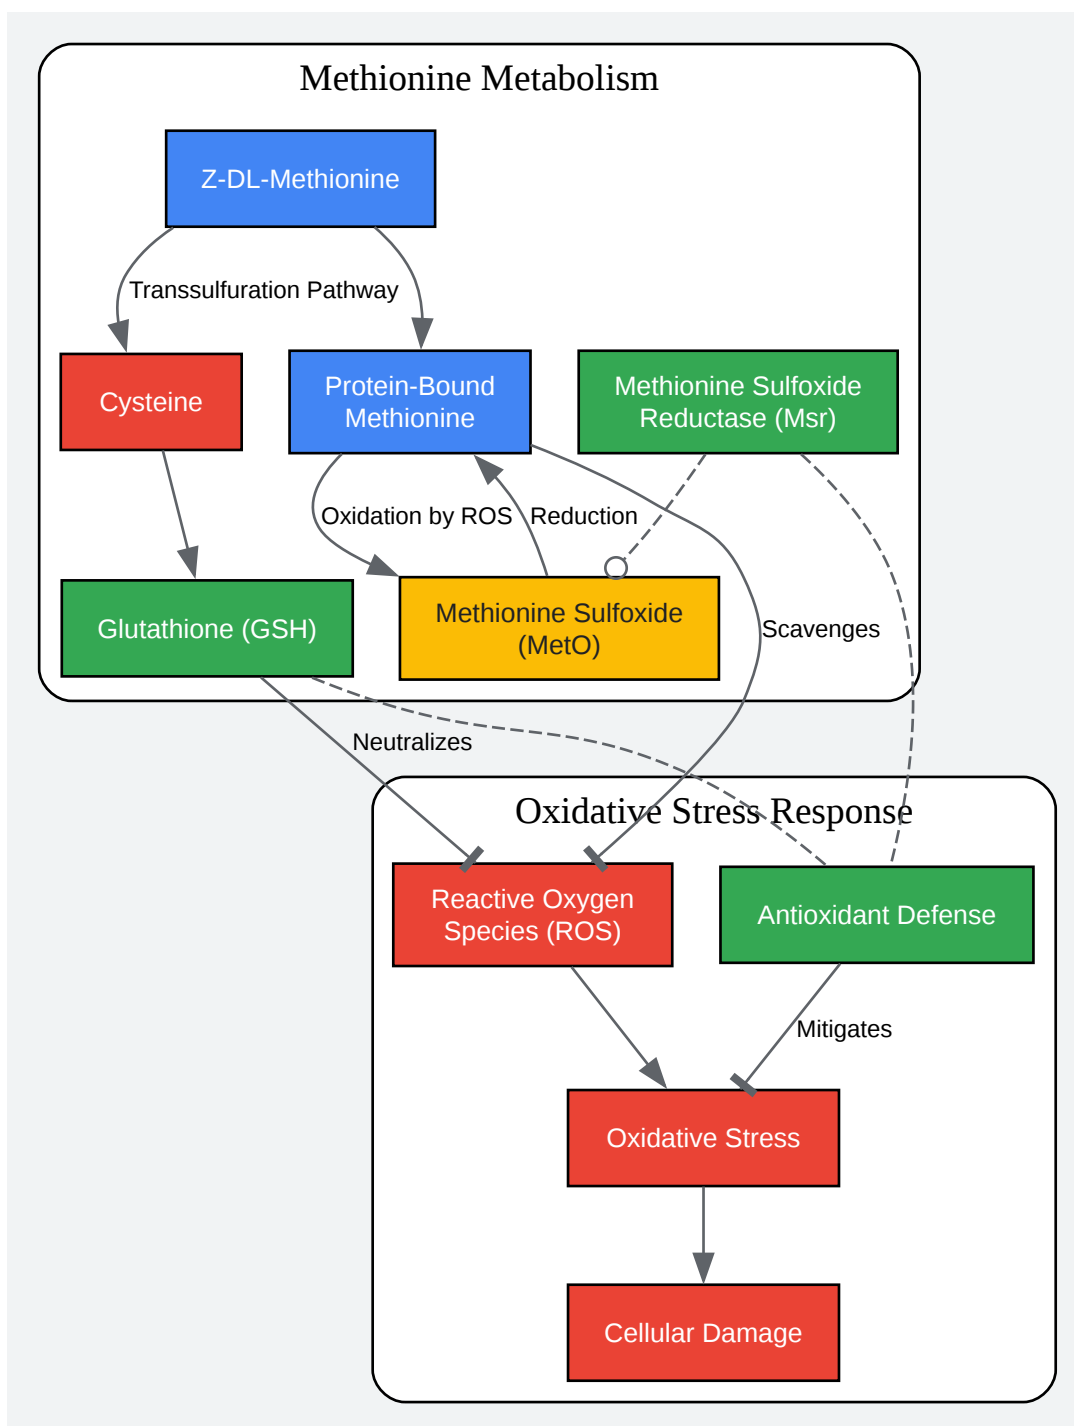 Methionine Metabolism
Z-DL-Methionine
Transsulfuration Pathway
Cysteine
Protein-Bound
Methionine
Methionine Sulfoxide
Reductase (Msr)
Oxidation by ROS
Reduction
Glutathione (GSH)
Methionine Sulfoxide
(MetO)
Scavenges
Neutralizes
Oxidative Stress Response
Reactive Oxygen
Species (ROS)
Antioxidant Defense
Mitigates
Oxidative Stress
Cellular Damage